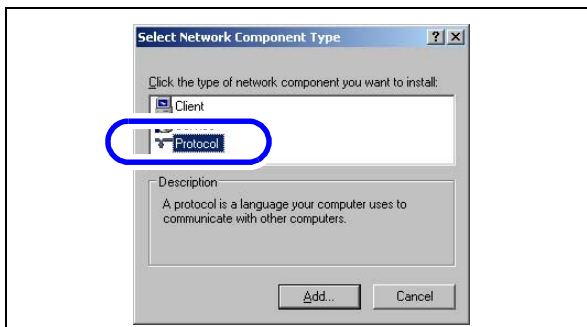 Select Network Component Type
Click the type of network component you want to install:
Client
Protocol
Description
A protocol is a language your computer uses to
communicate with other computers.
Add...
Cancel